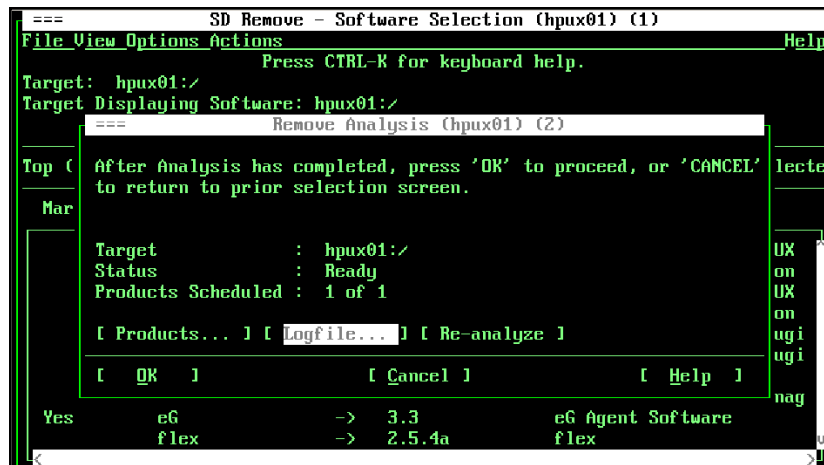 === SD Remove - Software Selection (hpux01) (1)
File View Options Actions Help
Press CTRL-K for keyboard help.
Target: hpux01:/
Target Displaying Software: hpux01:/
=== Remove Analysis (hpux01) (2)
Top ( After Analysis has completed, press 'OK' to proceed, or 'CANCEL' lecte
to return to prior selection screen.
Mar
Target : hpux01:/ UX
Status : Ready on
Products Scheduled : 1 of 1 UX
on
[ Products... ] [ Logfile... ] [ Re-analyze ] ugi
ugi
[ OK ] [ Cancel ] [ Help ]
nag
Yes eG -> 3.3 eG Agent Software
flex -> 2.5.4a flex